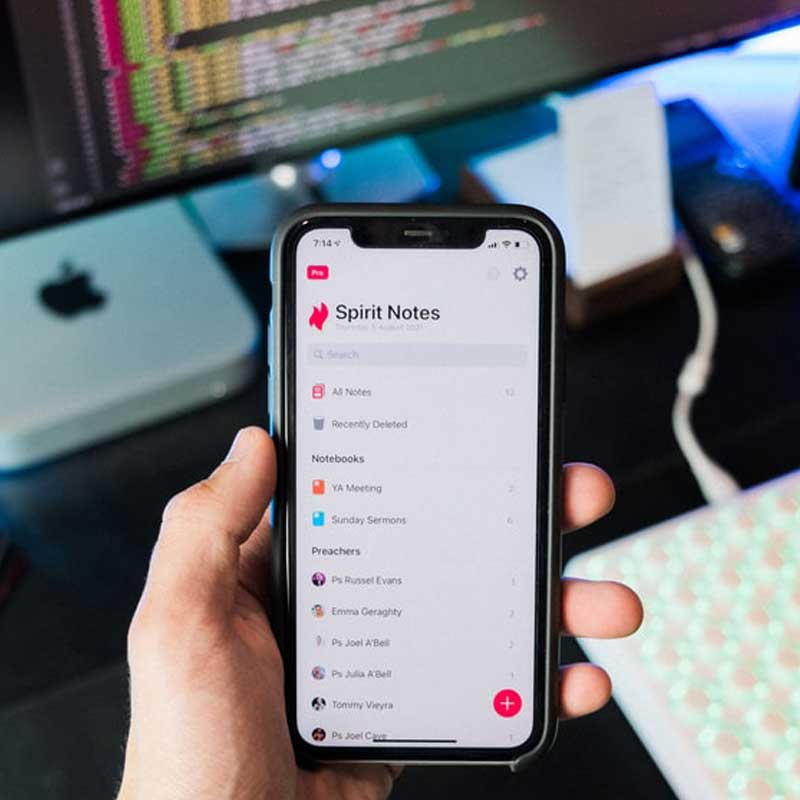 7:14
Pro
Spirit Notes
Thursday, 5 August 2021
Search
All Notes 12
Recently Deleted
Notebooks
YA Meeting 2
Sunday Sermons 6
Preachers
Ps Russel Evans 1
Emma Geraghty 2
Ps Joel A'Bell 2
Ps Julia A'Bell 1
Tommy Vieyra
Ps Joel Cave 1